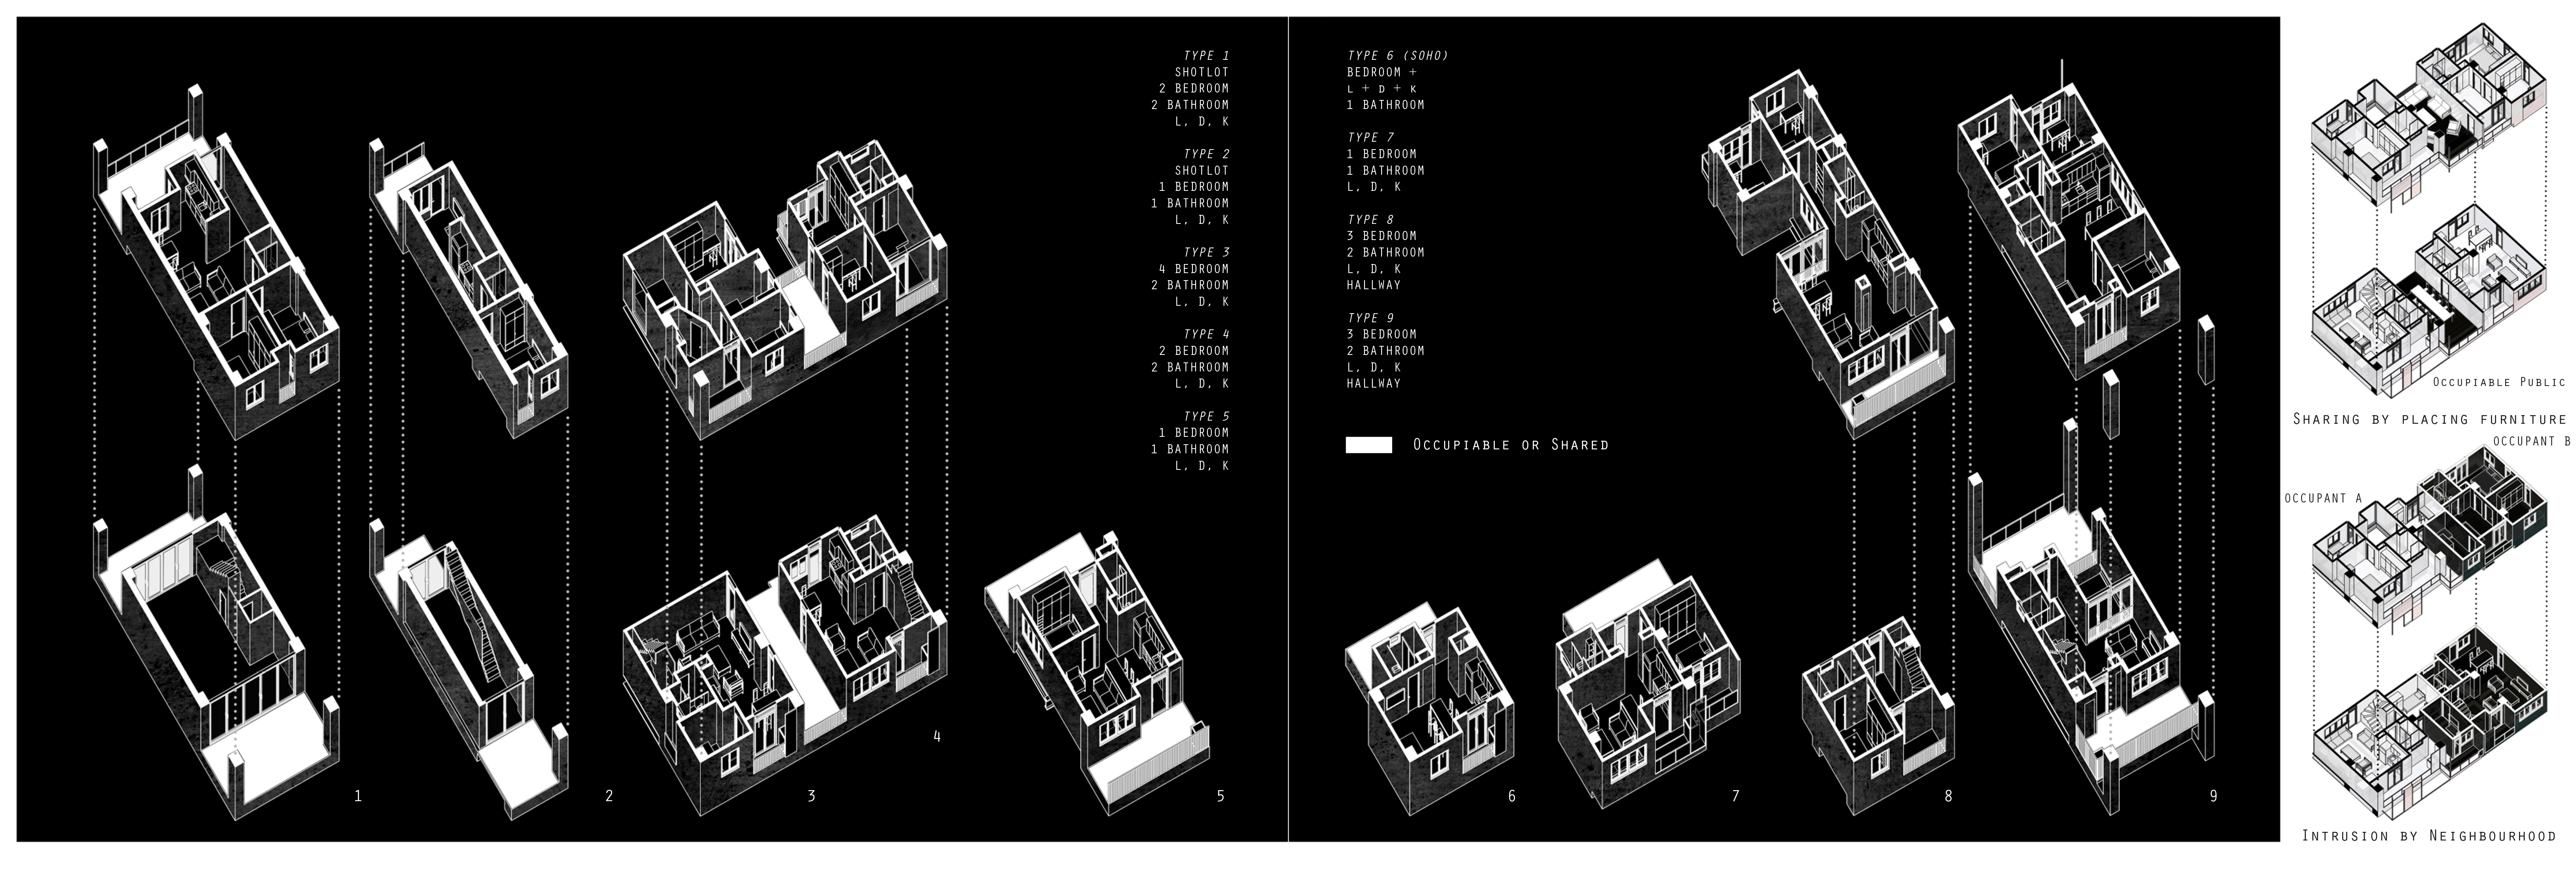 TYPE 1
SHOTLOT
2 BEDROOM
2 BATHROOM
L, D, K
TYPE 2
SHOTLOT
1 BEDROOM
1 BATHROOM
L, D, K
TYPE 3
4 BEDROOM
2 BATHROOM
L, D, K
TYPE 4
2 BEDROOM
2 BATHROOM
L, D, K
TYPE 5
1 BEDROOM
1 BATHROOM
L, D, K
TYPE 6 (SOHO)
BEDROOM +
L + D + K
1 BATHROOM
TYPE 7
1 BEDROOM
1 BATHROOM
L, D, K
TYPE 8
3 BEDROOM
2 BATHROOM
L, D, K
HALLWAY
TYPE 9
3 BEDROOM
2 BATHROOM
L, D, K
HALLWAY
Occupiable or Shared
1
2
3
4
5
6
7
8
9
Occupiable Public
Sharing by placing furniture
OCCUPANT B
OCCUPANT A
Intrusion by Neighbourhood